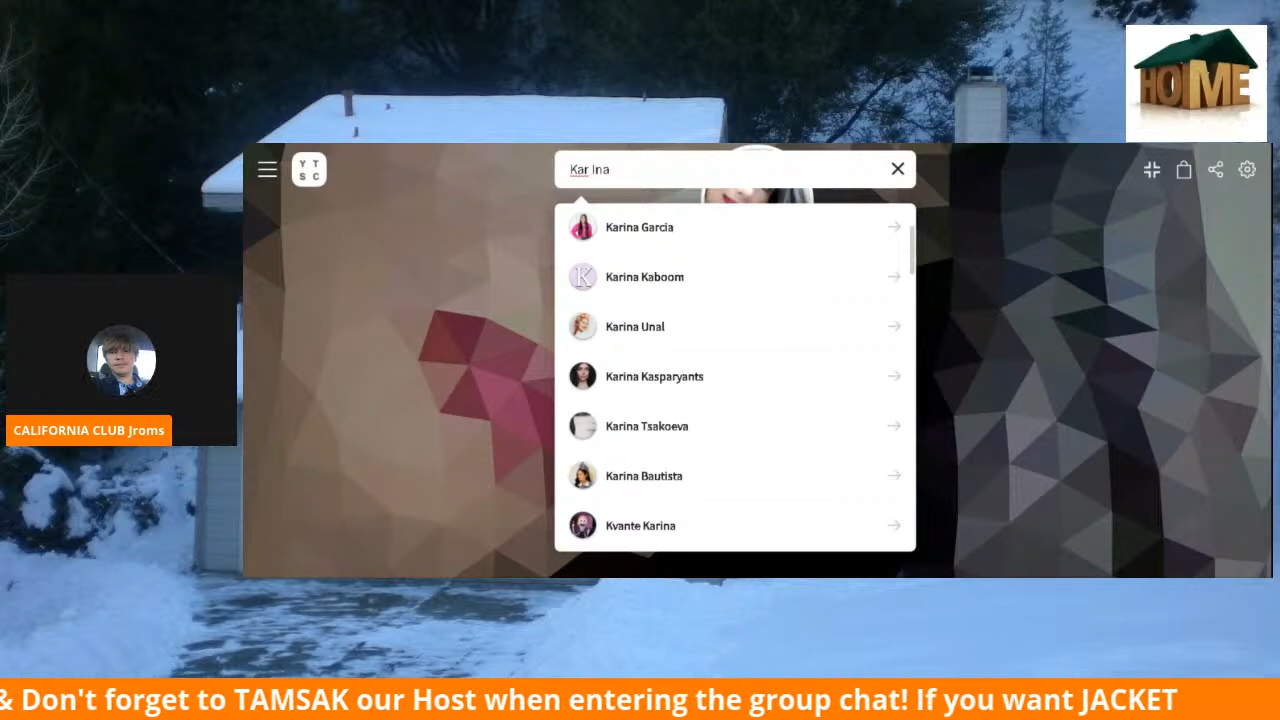 HOME
Y T
S C
Kar Ina
Karina Garcia
K
Karina Kaboom
Karina Unal
Karina Kasparyants
Karina Tsakoeva
Karina Bautista
Kvante Karina
CALIFORNIA CLUB Jroms
& Don't forget to TAMSAK our Host when entering the group chat! If you want JACKET